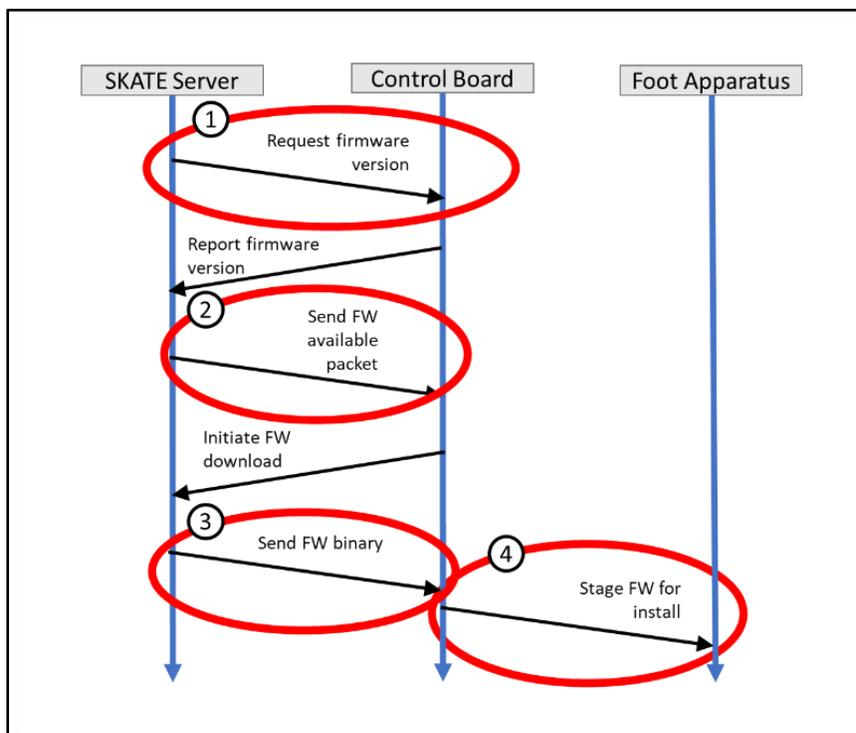 SKATE Server
Control Board
Foot Apparatus
1
Request firmware
version
Report firmware
version
2
Send FW
available
packet
Initiate FW
download
3
Send FW binary
4
Stage FW for
install